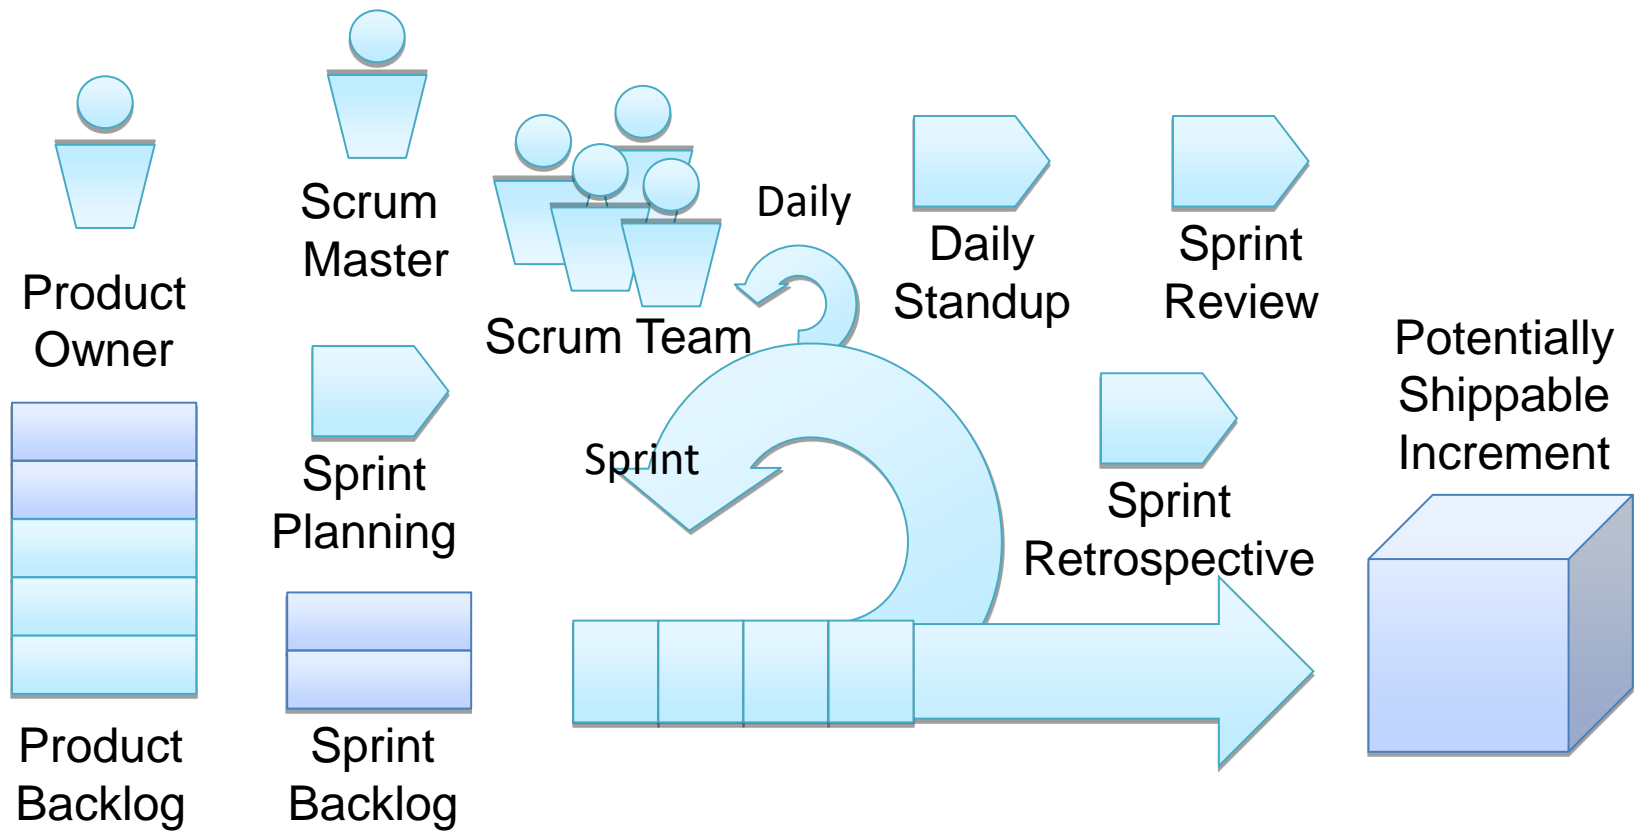 Product
Owner
Scrum
Master
Scrum Team
Daily
Daily
Standup
Sprint
Review
Sprint
Planning
Sprint
Sprint
Retrospective
Potentially
Shippable
Increment
Product
Backlog
Sprint
Backlog